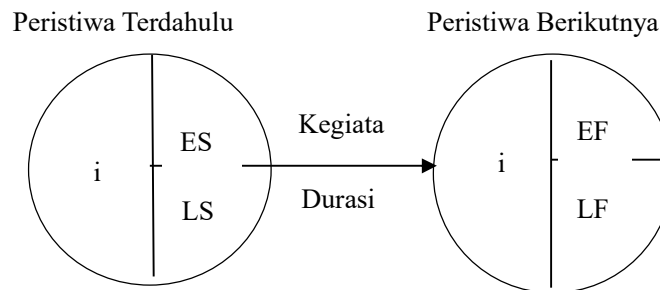 Peristiwa Terdahulu
Peristiwa Berikutnya
i
ES
LS
Kegiata
Durasi
i
EF
LF